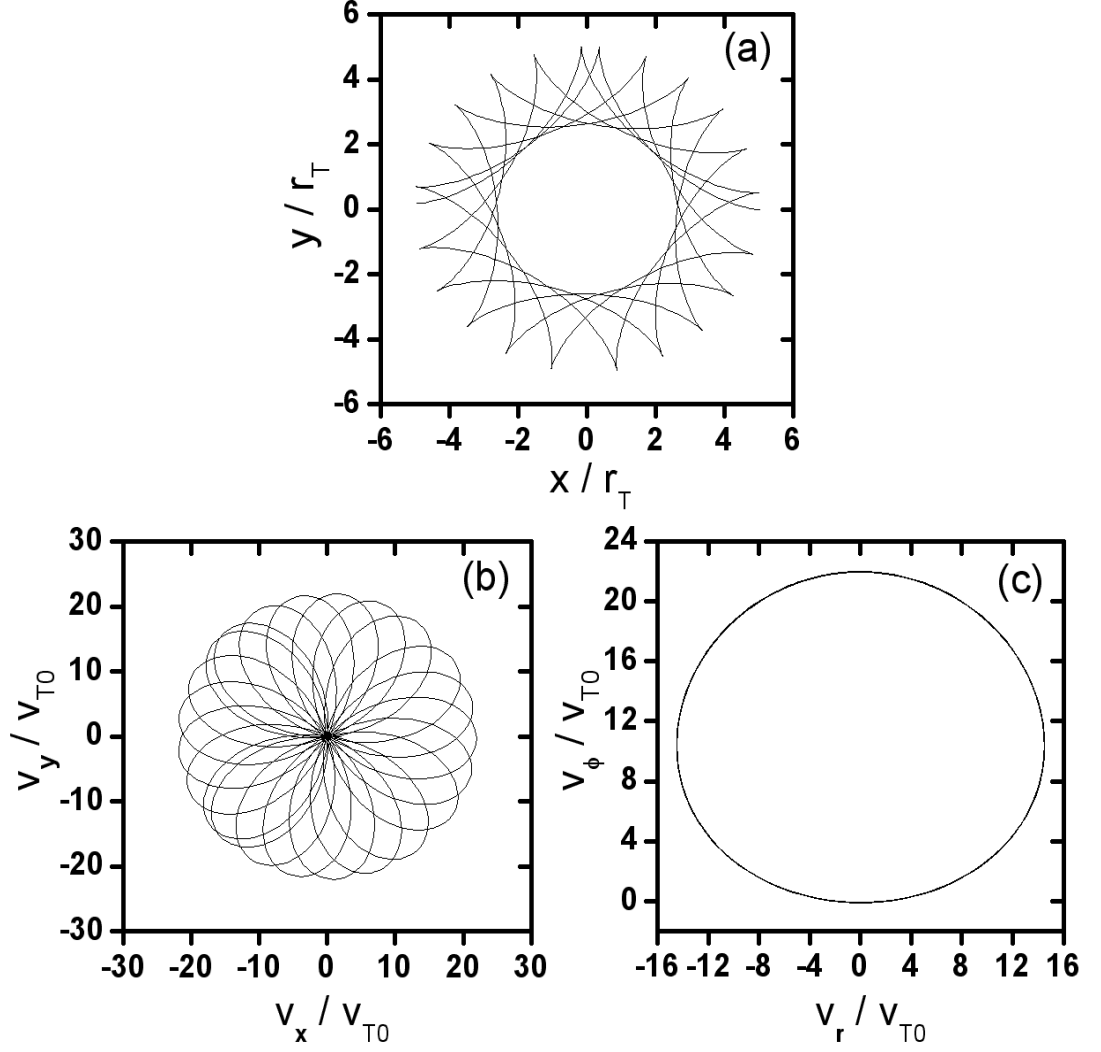 (a)
6
4
2
0
-2
-4
-6
y / r_T
-6 -4 -2 0 2 4 6
x / r_T
(b)
30
20
10
0
-10
-20
-30
v_y / v_T0
-30 -20 -10 0 10 20 30
v_x / v_T0
(c)
24
20
16
12
8
4
0
v_ϕ / v_T0
-16 -12 -8 -4 0 4 8 12 16
v_r / v_T0